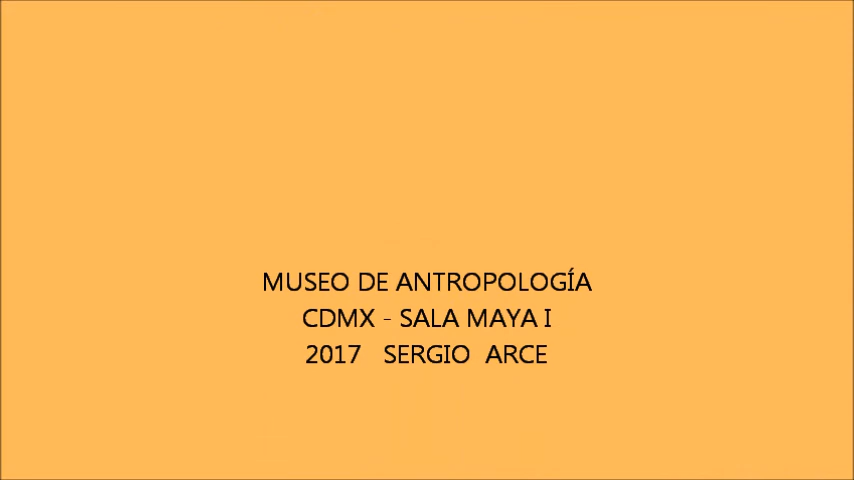 MUSEO DE ANTROPOLOGÍA
CDMX - SALA MAYA I
2017 SERGIO ARCE